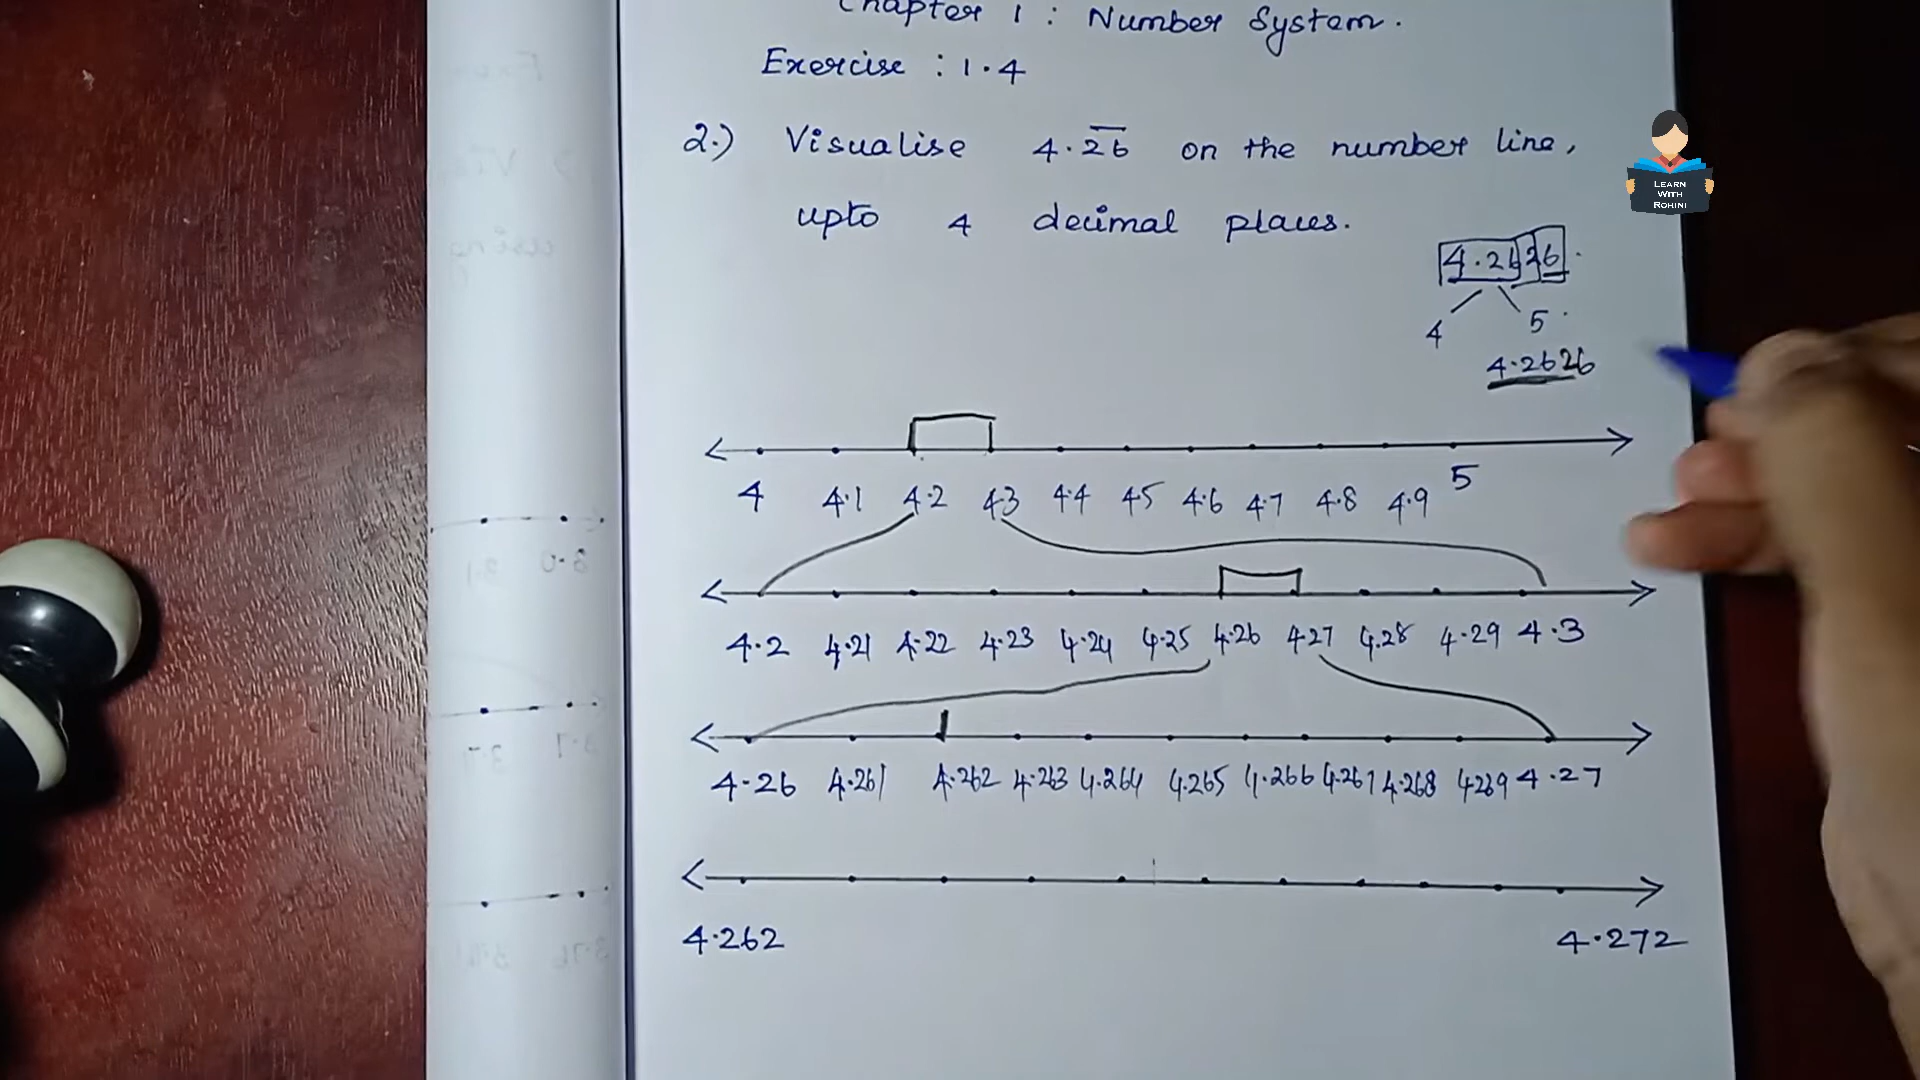 Chapter 1 : Number System.
Exercise : 1.4
2.) Visualise 4.2̅6̅ on the number line,
upto 4 decimal places.
LEARN
WITH
ROHINI
4.2626.
4 5.
4.2626
4 4.1 4.2 4.3 4.4 4.5 4.6 4.7 4.8 4.9 5
4.2 4.21 4.22 4.23 4.24 4.25 4.26 4.27 4.28 4.29 4.3
4.26 4.261 4.262 4.263 4.264 4.265 4.266 4.267 4.268 4.269 4.27
4.262 4.272